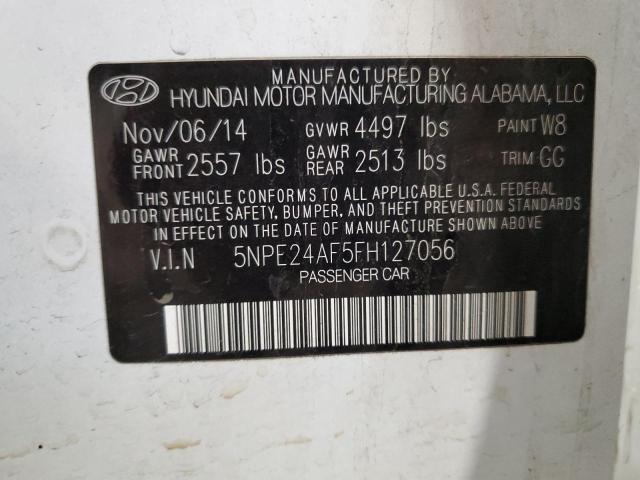 MANUFACTURED BY
HYUNDAI MOTOR MANUFACTURING ALABAMA, LLC
Nov/06/14 GVWR 4497 lbs PAINT W8
GAWR FRONT 2557 lbs GAWR REAR 2513 lbs TRIM GG
THIS VEHICLE CONFORMS TO ALL APPLICABLE U.S.A. FEDERAL
MOTOR VEHICLE SAFETY, BUMPER, AND THEFT PREVENTION STANDARDS
IN EFFECT ON THE DATE OF MANUFACTURE SHOWN ABOVE.
V.I.N 5NPE24AF5FH127056
PASSENGER CAR